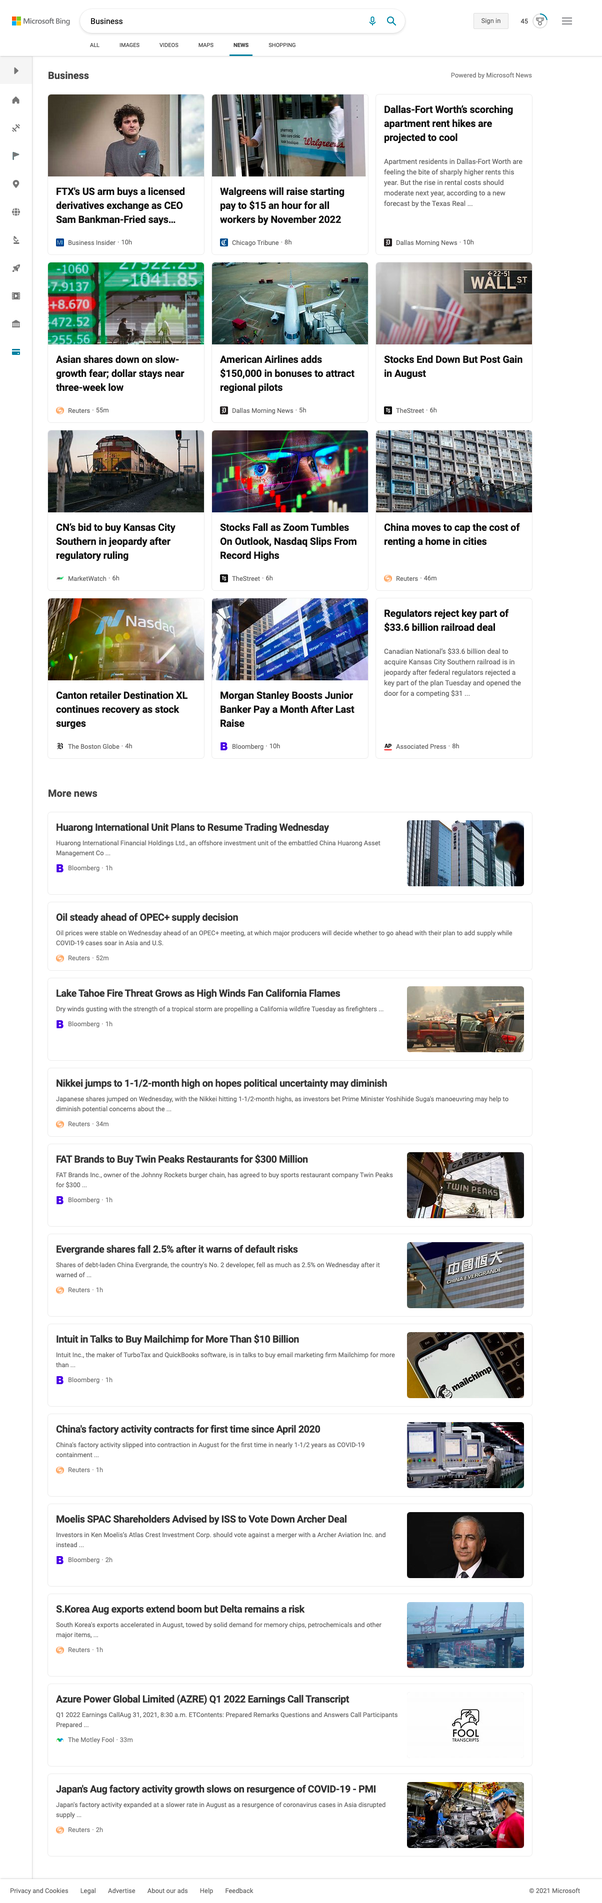 Microsoft Bing
Business
Sign in
45
ALL IMAGES VIDEOS MAPS NEWS SHOPPING
Business
Powered by Microsoft News
FTX's US arm buys a licensed
derivatives exchange as CEO
Sam Bankman-Fried says...
Business Insider · 10h
Walgreens
Walgreens will raise starting
pay to $15 an hour for all
workers by November 2022
Chicago Tribune · 8h
Dallas-Fort Worth's scorching
apartment rent hikes are
projected to cool
Apartment residents in Dallas-Fort Worth are
feeling the bite of sharply higher rents this
year. But the rise in rental costs should
moderate next year, according to a new
forecast by the Texas Real ...
Dallas Morning News · 10h
-1060
27922.25
-7.9137
-1041.85
+8.670
-472.52
-255.56
Asian shares down on slow-
growth fear; dollar stays near
three-week low
Reuters · 55m
American Airlines adds
$150,000 in bonuses to attract
regional pilots
Dallas Morning News · 5h
WALL ST
Stocks End Down But Post Gain
in August
TheStreet · 6h
CN's bid to buy Kansas City
Southern in jeopardy after
regulatory ruling
MarketWatch · 6h
Stocks Fall as Zoom Tumbles
On Outlook, Nasdaq Slips From
Record Highs
TheStreet · 6h
China moves to cap the cost of
renting a home in cities
Reuters · 46m
Nasdaq
Canton retailer Destination XL
continues recovery as stock
surges
The Boston Globe · 4h
Morgan Stanley Boosts Junior
Banker Pay a Month After Last
Raise
Bloomberg · 10h
Regulators reject key part of
$33.6 billion railroad deal
Canadian National's $33.6 billion deal to
acquire Kansas City Southern railroad is in
jeopardy after federal regulators rejected a
key part of the plan Tuesday and opened the
door for a competing $31 ...
AP Associated Press · 8h
More news
Huarong International Unit Plans to Resume Trading Wednesday
Huarong International Financial Holdings Ltd., an offshore investment unit of the embattled China Huarong Asset
Management Co ...
Bloomberg · 1h
Oil steady ahead of OPEC+ supply decision
Oil prices were stable on Wednesday ahead of an OPEC+ meeting, at which major producers will decide whether to go ahead with their plan to add supply while
COVID-19 cases soar in Asia and U.S.
Reuters · 52m
Lake Tahoe Fire Threat Grows as High Winds Fan California Flames
Dry winds gusting with the strength of a tropical storm are propelling a California wildfire Tuesday as firefighters ...
Bloomberg · 1h
Nikkei jumps to 1-1/2-month high on hopes political uncertainty may diminish
Japanese shares jumped on Wednesday, with the Nikkei hitting 1-1/2-month highs, as investors bet Prime Minister Yoshihide Suga's manoeuvring may help to
diminish potential concerns about the ...
Reuters · 34m
FAT Brands to Buy Twin Peaks Restaurants for $300 Million
FAT Brands Inc., owner of the Johnny Rockets burger chain, has agreed to buy sports restaurant company Twin Peaks
for $300 ...
Bloomberg · 1h
CASTRO
TWIN PEAKS
Evergrande shares fall 2.5% after it warns of default risks
Shares of debt-laden China Evergrande, the country's No. 2 developer, fell as much as 2.5% on Wednesday after it
warned of ...
Reuters · 1h
中國恒大
CHINA EVERGRANDE
Intuit in Talks to Buy Mailchimp for More Than $10 Billion
Intuit Inc., the maker of TurboTax and QuickBooks software, is in talks to buy email marketing firm Mailchimp for more
than ...
Bloomberg · 1h
mailchimp
China's factory activity contracts for first time since April 2020
China's factory activity slipped into contraction in August for the first time in nearly 1-1/2 years as COVID-19
containment ...
Reuters · 1h
Moelis SPAC Shareholders Advised by ISS to Vote Down Archer Deal
Investors in Ken Moelis's Atlas Crest Investment Corp. should vote against a merger with a Archer Aviation Inc. and
instead ...
Bloomberg · 2h
S.Korea Aug exports extend boom but Delta remains a risk
South Korea's exports accelerated in August, towed by solid demand for memory chips, petrochemicals and other
major items, ...
Reuters · 1h
Azure Power Global Limited (AZRE) Q1 2022 Earnings Call Transcript
Q1 2022 Earnings CallAug 31, 2021, 8:30 a.m. ETContents: Prepared Remarks Questions and Answers Call Participants
Prepared ...
The Motley Fool · 33m
FOOL
TRANSCRIPTS
Japan's Aug factory activity growth slows on resurgence of COVID-19 - PMI
Japan's factory activity expanded at a slower rate in August as a resurgence of coronavirus cases in Asia disrupted
supply ...
Reuters · 2h
Privacy and Cookies Legal Advertise About our ads Help Feedback
© 2021 Microsoft